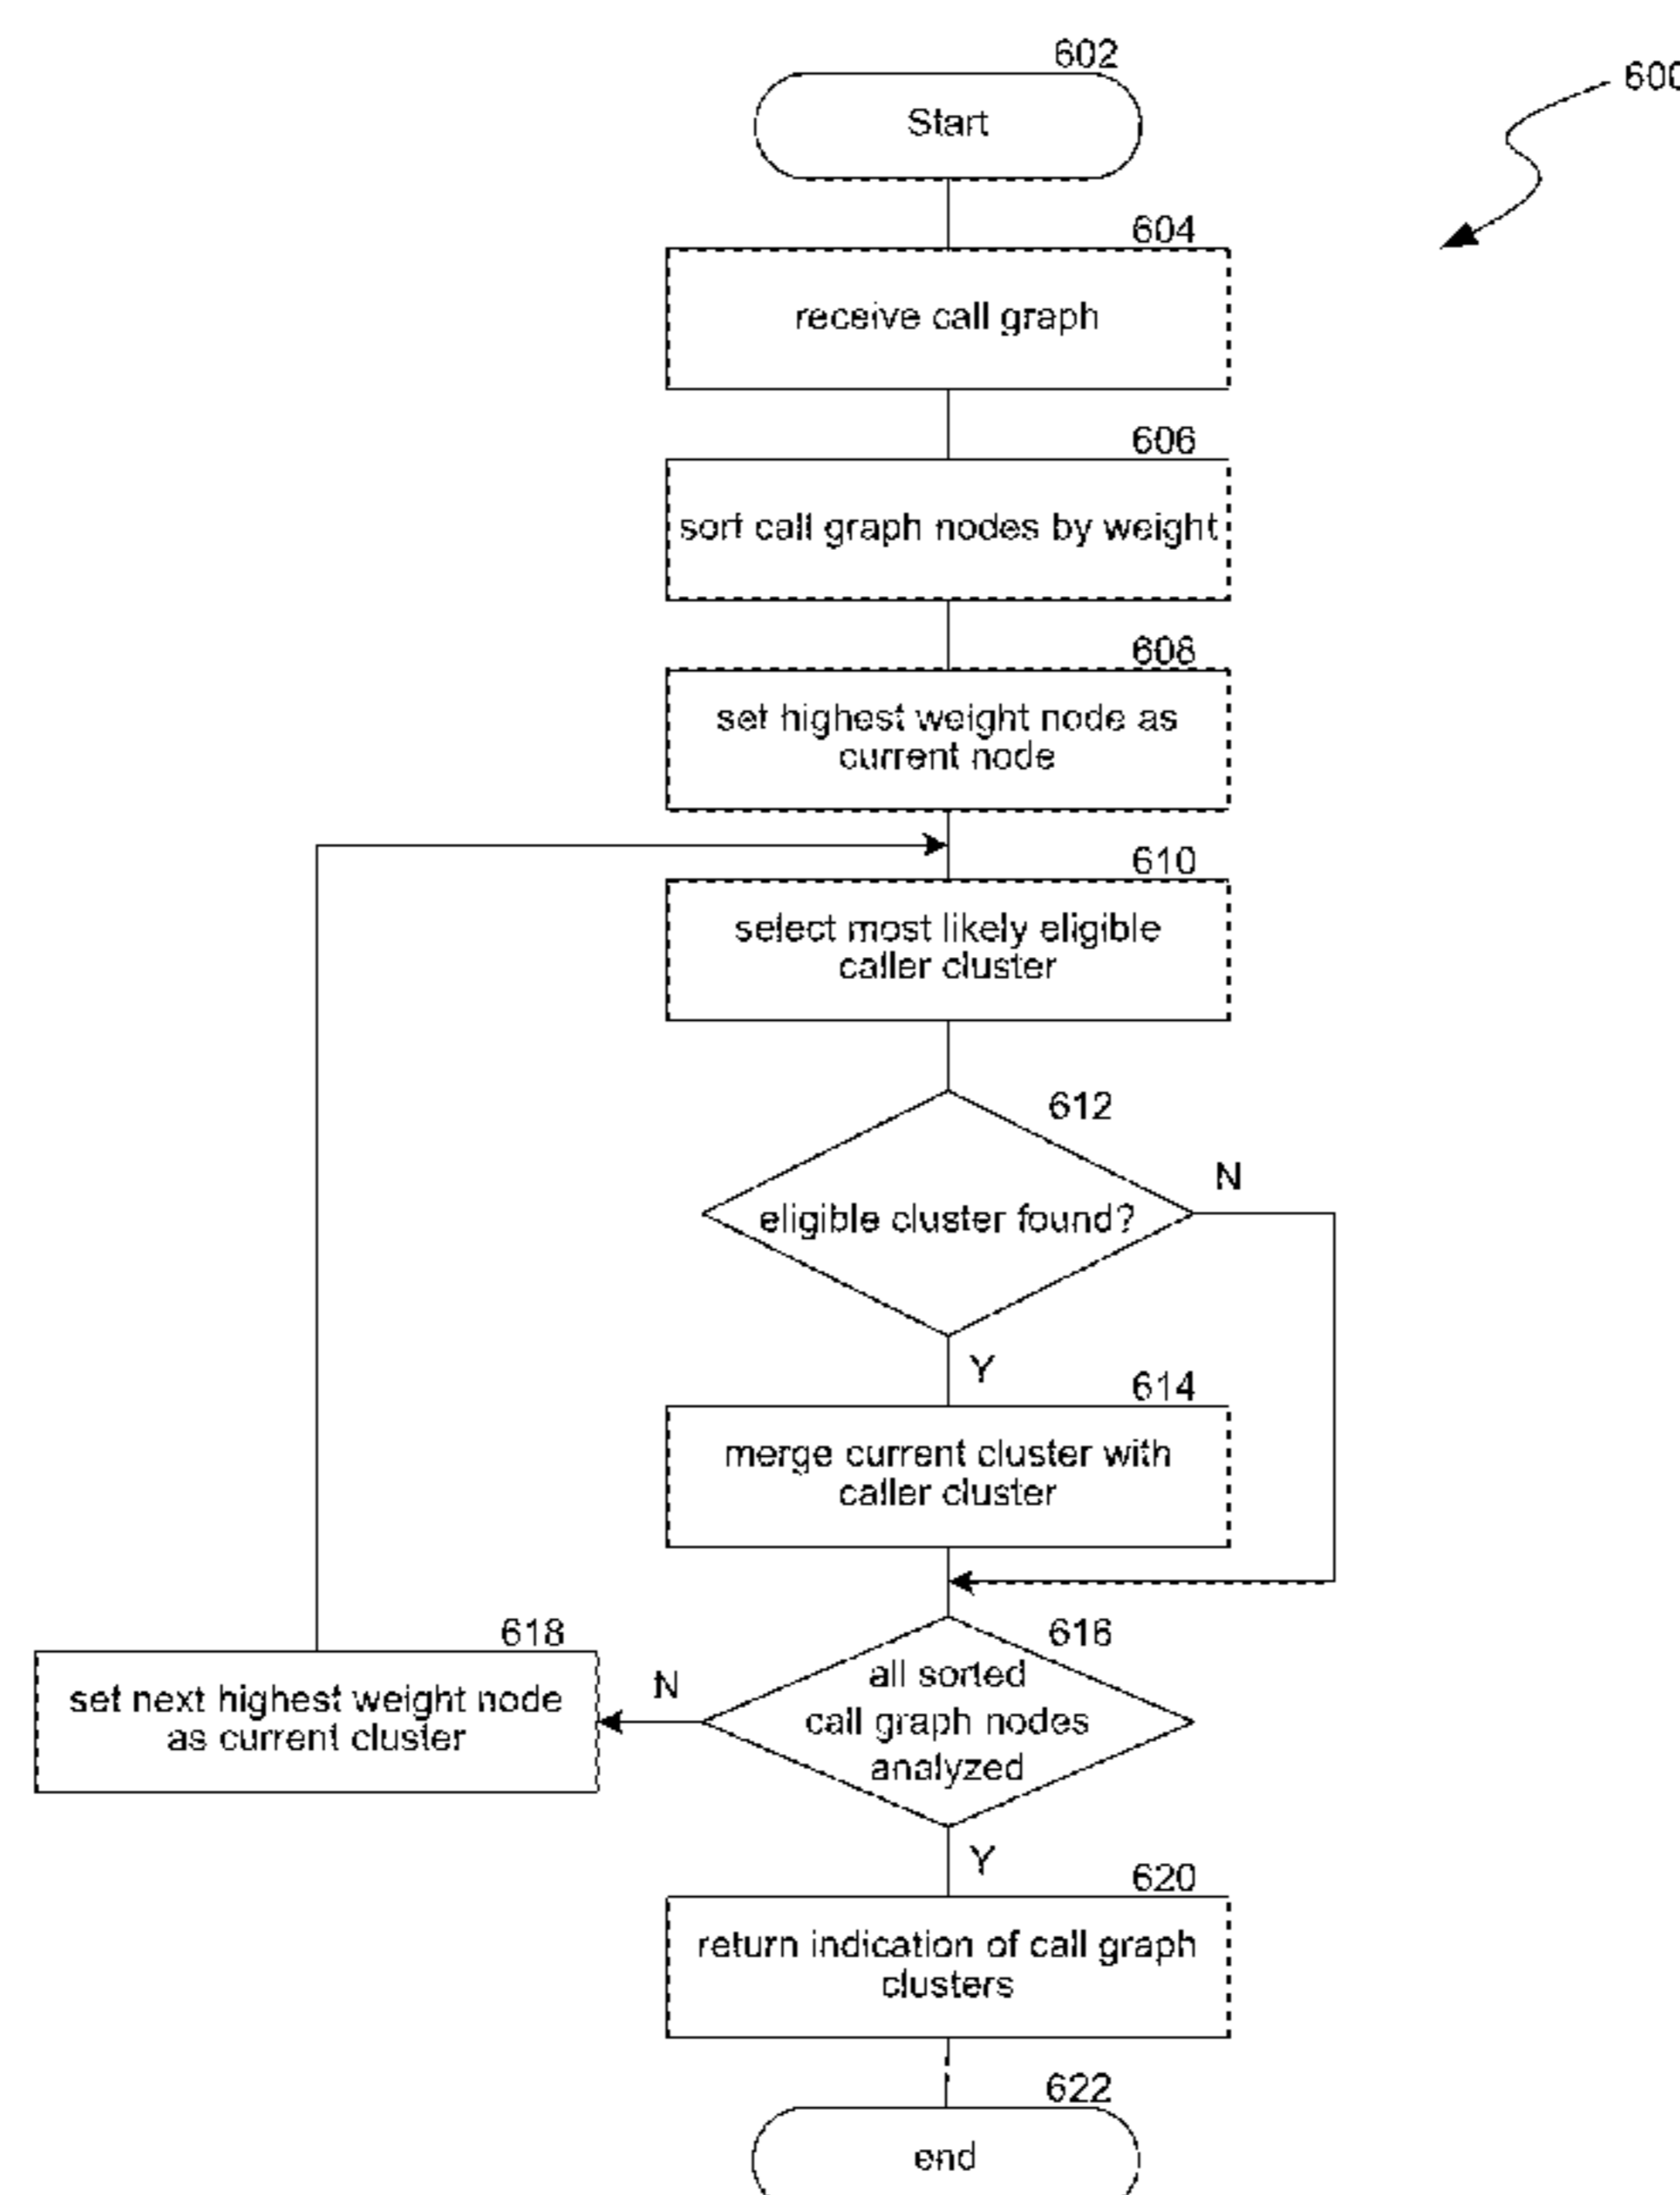 602
600
Start
604
receive call graph
606
sort call graph nodes by weight
608
set highest weight node as
current node
610
select most likely eligible
caller cluster
612
N
eligible cluster found?
Y
614
merge current cluster with
caller cluster
616
618
all sorted
call graph nodes
analyzed
N
set next highest weight node
as current cluster
Y
620
return indication of call graph
clusters
622
end